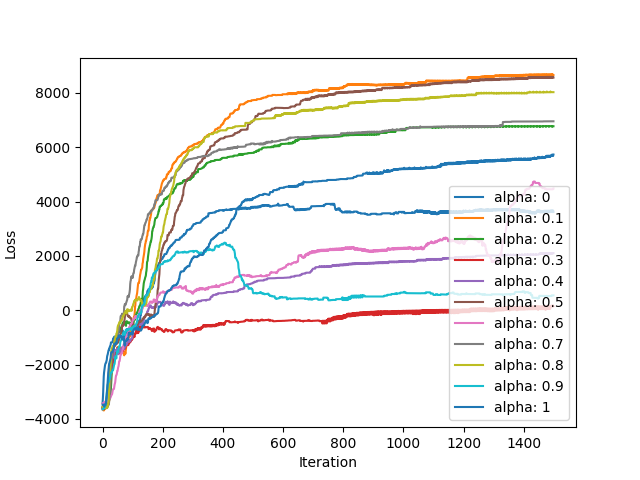 8000
6000
4000
2000
0
−2000
−4000
Loss
0 200 400 600 800 1000 1200 1400
Iteration
alpha: 0
alpha: 0.1
alpha: 0.2
alpha: 0.3
alpha: 0.4
alpha: 0.5
alpha: 0.6
alpha: 0.7
alpha: 0.8
alpha: 0.9
alpha: 1